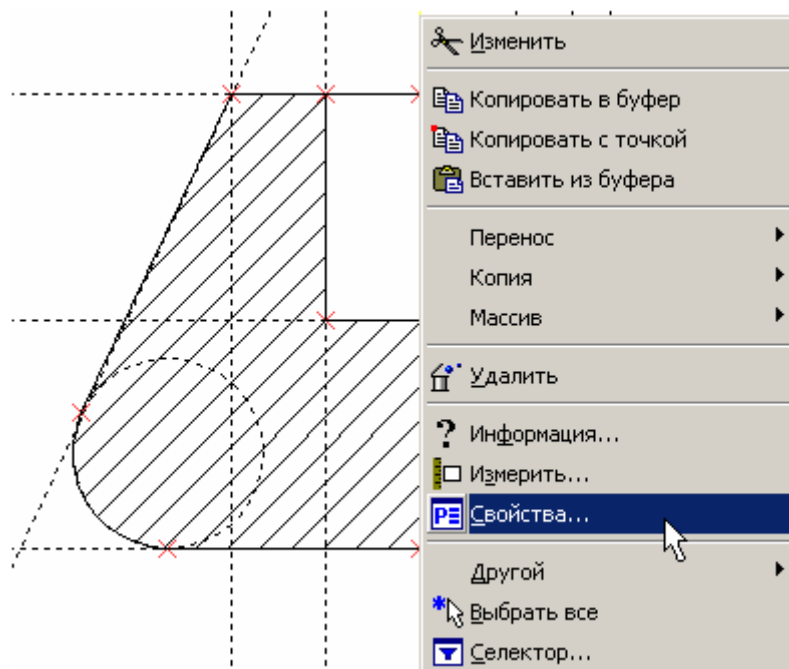 Изменить
Копировать в буфер
Копировать с точкой
Вставить из буфера
Перенос
Копия
Массив
Удалить
Информация...
Измерить...
Свойства...
Другой
Выбрать все
Селектор...